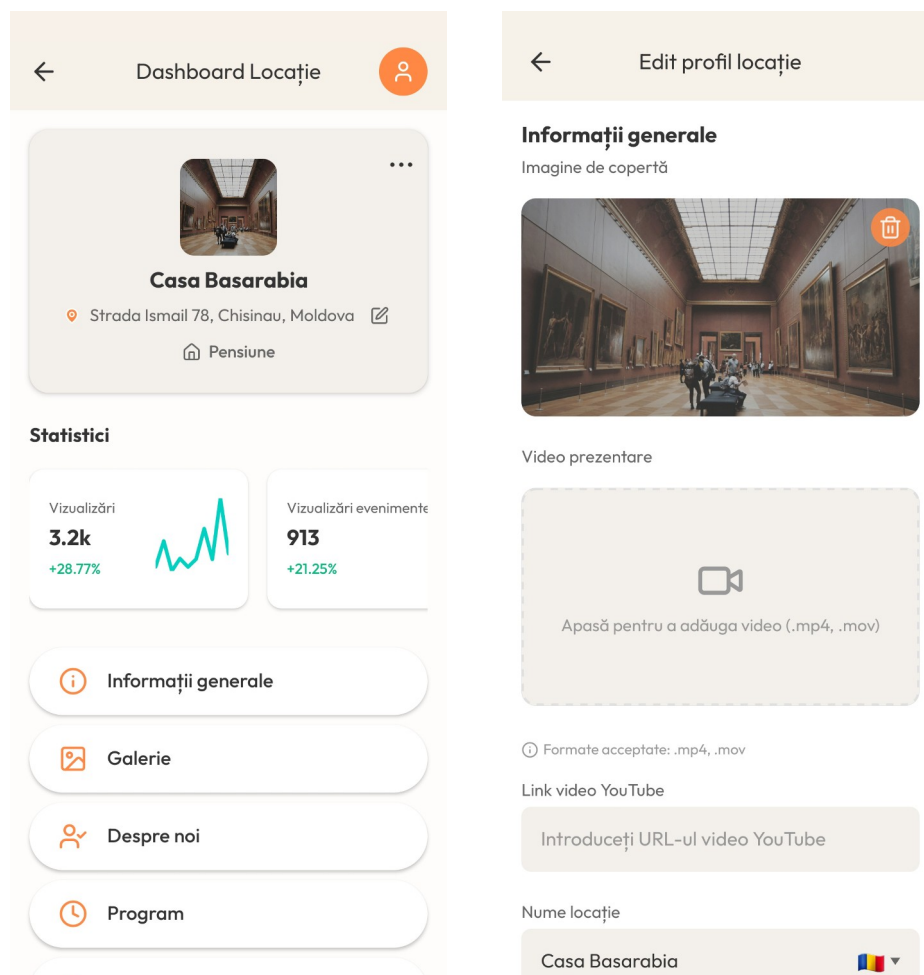 Dashboard Locație
Casa Basarabia
Strada Ismail 78, Chisinau, Moldova
Pensiune
Statistici
Vizualizări
3.2k
+28.77%
Vizualizări evenimente
913
+21.25%
Informații generale
Galerie
Despre noi
Program
Edit profil locație
Informații generale
Imagine de copertă
Video prezentare
Apasă pentru a adăuga video (.mp4, .mov)
Formate acceptate: .mp4, .mov
Link video YouTube
Introduceți URL-ul video YouTube
Nume locație
Casa Basarabia